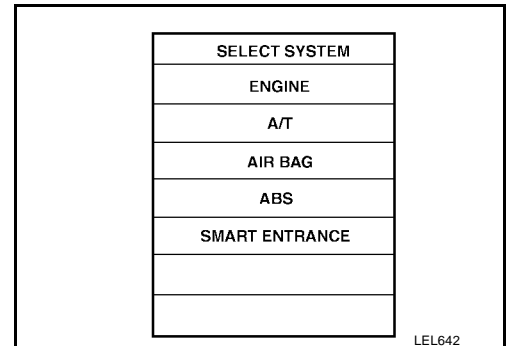 SELECT SYSTEM
ENGINE
A/T
AIR BAG
ABS
SMART ENTRANCE
LEL642